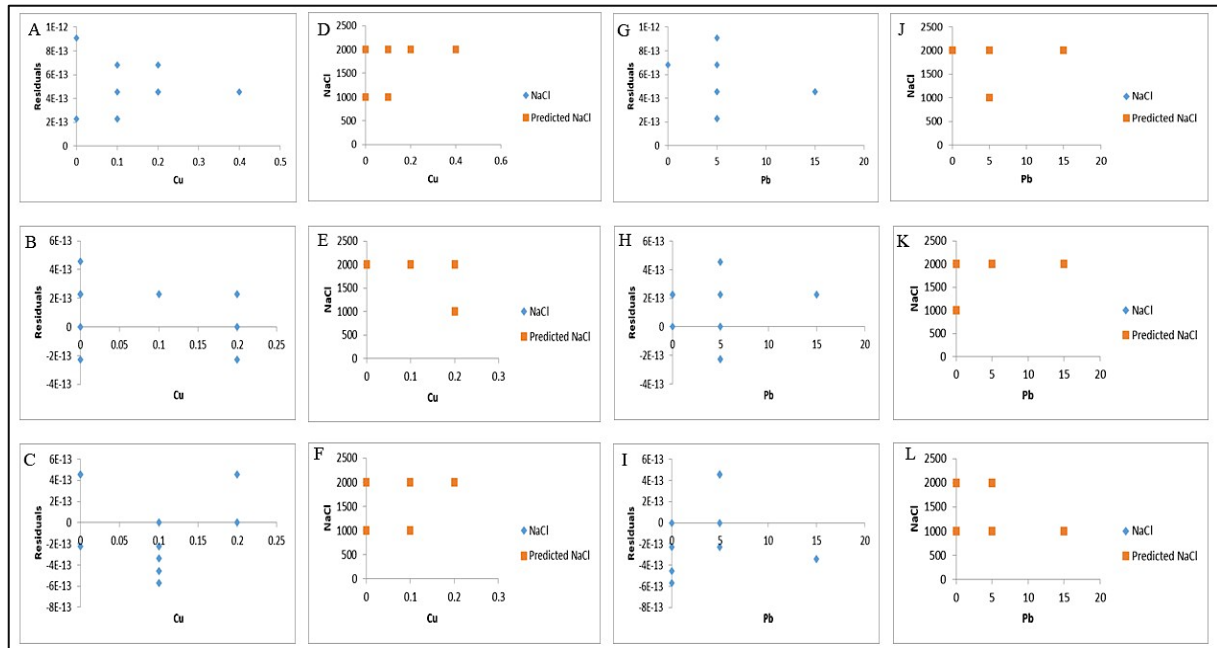 A
1E-12
8E-13
6E-13
4E-13
2E-13
0
Residuals
0 0.1 0.2 0.3 0.4 0.5
Cu
D
2500
2000
1500
1000
500
0
NaCl
0 0.2 0.4 0.6
Cu
NaCl
Predicted NaCl
G
1E-12
8E-13
6E-13
4E-13
2E-13
0
Residuals
0 5 10 15 20
Pb
J
2500
2000
1500
1000
500
0
NaCl
0 5 10 15 20
Pb
NaCl
Predicted NaCl
B
6E-13
4E-13
2E-13
0
-2E-13
-4E-13
Residuals
0 0.05 0.1 0.15 0.2 0.25
Cu
E
2500
2000
1500
1000
500
0
NaCl
0 0.1 0.2 0.3
Cu
NaCl
Predicted NaCl
H
6E-13
4E-13
2E-13
0
-2E-13
-4E-13
Residuals
0 5 10 15 20
Pb
K
2500
2000
1500
1000
500
0
NaCl
0 5 10 15 20
Pb
NaCl
Predicted NaCl
C
6E-13
4E-13
2E-13
0
-2E-13
-4E-13
-6E-13
-8E-13
Residuals
0 0.05 0.1 0.15 0.2 0.25
Cu
F
2500
2000
1500
1000
500
0
NaCl
0 0.1 0.2 0.3
Cu
NaCl
Predicted NaCl
I
6E-13
4E-13
2E-13
0
-2E-13
-4E-13
-6E-13
-8E-13
Residuals
0 5 10 15 20
Pb
L
2500
2000
1500
1000
500
0
NaCl
0 5 10 15 20
Pb
NaCl
Predicted NaCl